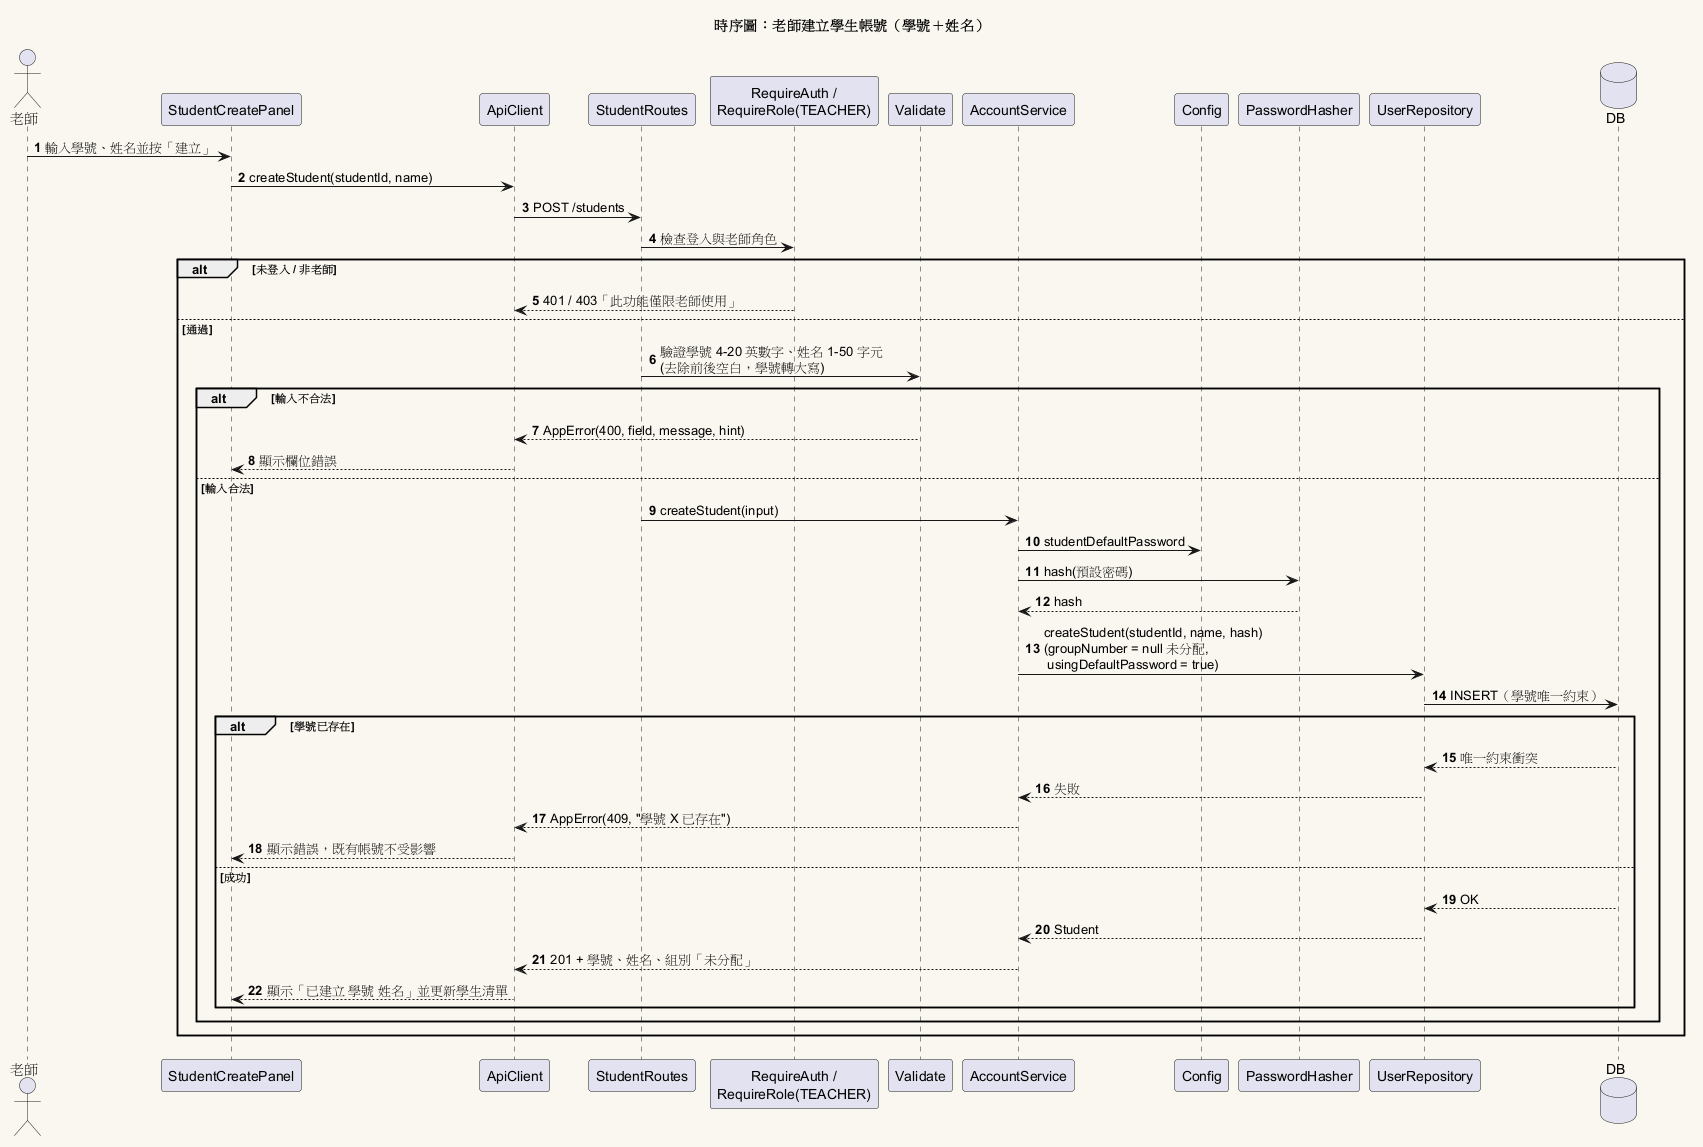 時序圖：老師建立學生帳號（學號＋姓名）
老師
StudentCreatePanel
ApiClient
StudentRoutes
RequireAuth /
RequireRole(TEACHER)
Validate
AccountService
Config
PasswordHasher
UserRepository
DB
1 輸入學號、姓名並按「建立」
2 createStudent(studentId, name)
3 POST /students
4 檢查登入與老師角色
alt [未登入 / 非老師]
5 401 / 403「此功能僅限老師使用」
[通過]
6 驗證學號 4-20 英數字、姓名 1-50 字元
(去除前後空白，學號轉大寫)
alt [輸入不合法]
7 AppError(400, field, message, hint)
8 顯示欄位錯誤
[輸入合法]
9 createStudent(input)
10 studentDefaultPassword
11 hash(預設密碼)
12 hash
13 createStudent(studentId, name, hash)
(groupNumber = null 未分配,
usingDefaultPassword = true)
14 INSERT（學號唯一約束）
alt [學號已存在]
15 唯一約束衝突
16 失敗
17 AppError(409, "學號 X 已存在")
18 顯示錯誤，既有帳號不受影響
[成功]
19 OK
20 Student
21 201 + 學號、姓名、組別「未分配」
22 顯示「已建立 學號 姓名」並更新學生清單
老師
StudentCreatePanel
ApiClient
StudentRoutes
RequireAuth /
RequireRole(TEACHER)
Validate
AccountService
Config
PasswordHasher
UserRepository
DB